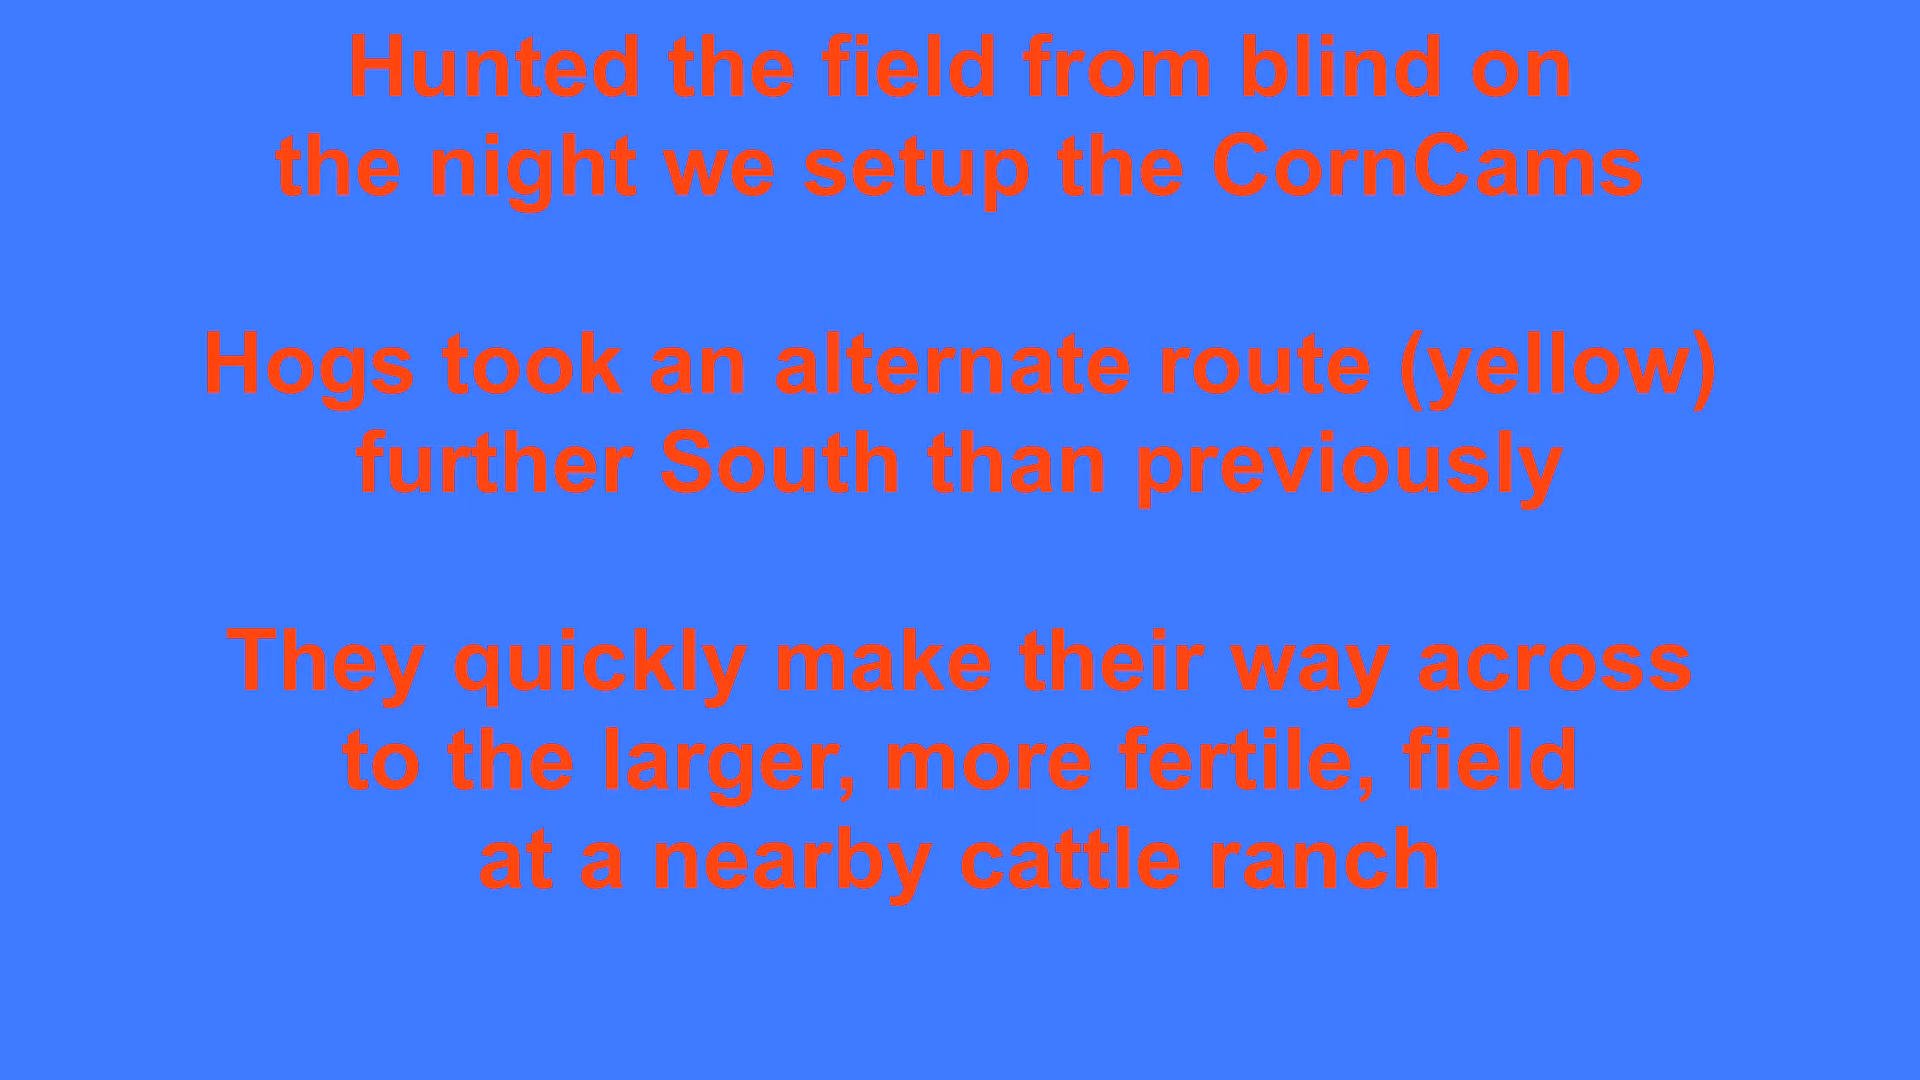 Hunted the field from blind on
the night we setup the CornCams
Hogs took an alternate route (yellow)
further South than previously
They quickly make their way across
to the larger, more fertile, field
at a nearby cattle ranch